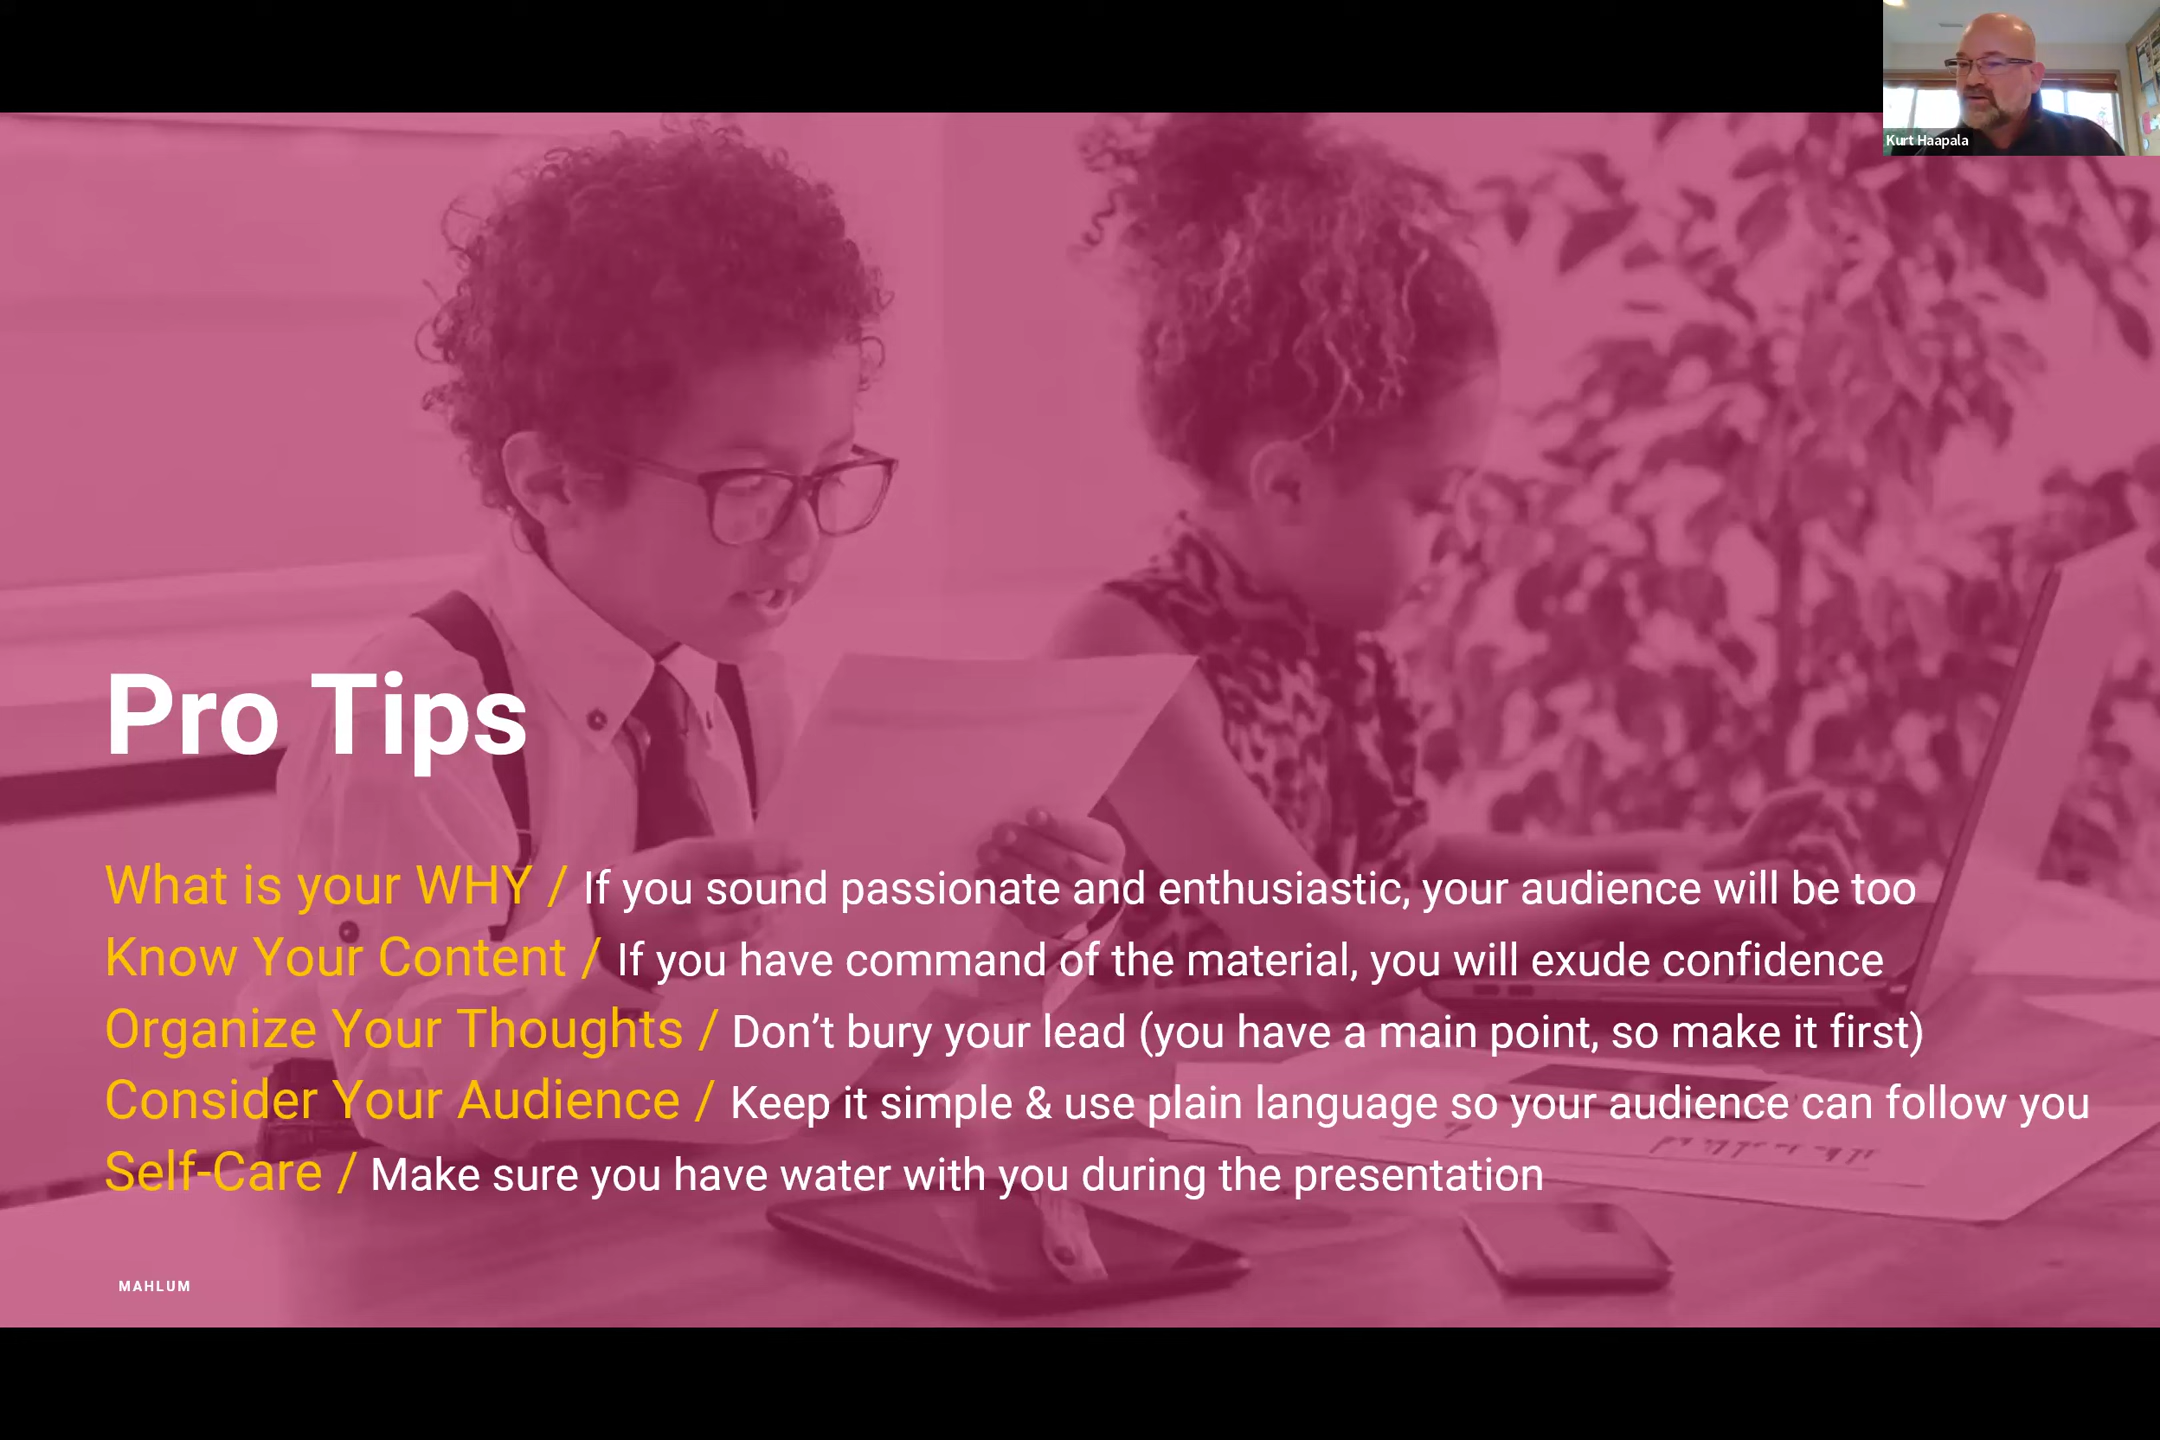 Kurt Haapala
Pro Tips
What is your WHY / If you sound passionate and enthusiastic, your audience will be too
Know Your Content / If you have command of the material, you will exude confidence
Organize Your Thoughts / Don’t bury your lead (you have a main point, so make it first)
Consider Your Audience / Keep it simple & use plain language so your audience can follow you
Self-Care / Make sure you have water with you during the presentation
MAHLUM